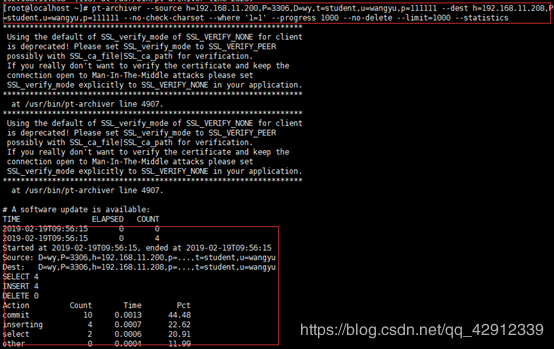 [root@localhost ~]# pt-archiver --source h=192.168.11.200,P=3306,D=wy,t=student,u=wangyu,p=111111 --dest h=192.168.11.208,P
=student,u=wangyu,p=111111 --no-check-charset --where '1=1' --progress 1000 --no-delete --limit=1000 --statistics
*******************************************************************
Using the default of SSL_verify_mode of SSL_VERIFY_NONE for client
is deprecated! Please set SSL_verify_mode to SSL_VERIFY_PEER
possibly with SSL_ca_file|SSL_ca_path for verification.
If you really don't want to verify the certificate and keep the
connection open to Man-In-The-Middle attacks please set
SSL_verify_mode explicitly to SSL_VERIFY_NONE in your application.
*******************************************************************
at /usr/bin/pt-archiver line 4907.
*******************************************************************
Using the default of SSL_verify_mode of SSL_VERIFY_NONE for client
is deprecated! Please set SSL_verify_mode to SSL_VERIFY_PEER
possibly with SSL_ca_file|SSL_ca_path for verification.
If you really don't want to verify the certificate and keep the
connection open to Man-In-The-Middle attacks please set
SSL_verify_mode explicitly to SSL_VERIFY_NONE in your application.
*******************************************************************
at /usr/bin/pt-archiver line 4907.
# A software update is available:
TIME ELAPSED COUNT
2019-02-19T09:56:15 0 0
2019-02-19T09:56:15 0 4
Started at 2019-02-19T09:56:15, ended at 2019-02-19T09:56:15
Source: D=wy,P=3306,h=192.168.11.200,p=...,t=student,u=wangyu
Dest: D=wy,P=3306,h=192.168.11.208,p=...,t=student,u=wangyu
SELECT 4
INSERT 4
DELETE 0
Action Count Time Pct
commit 10 0.0013 44.48
inserting 4 0.0007 22.62
select 2 0.0006 20.91
other 0 0.0004 11.99
https://blog.csdn.net/qq_42912339